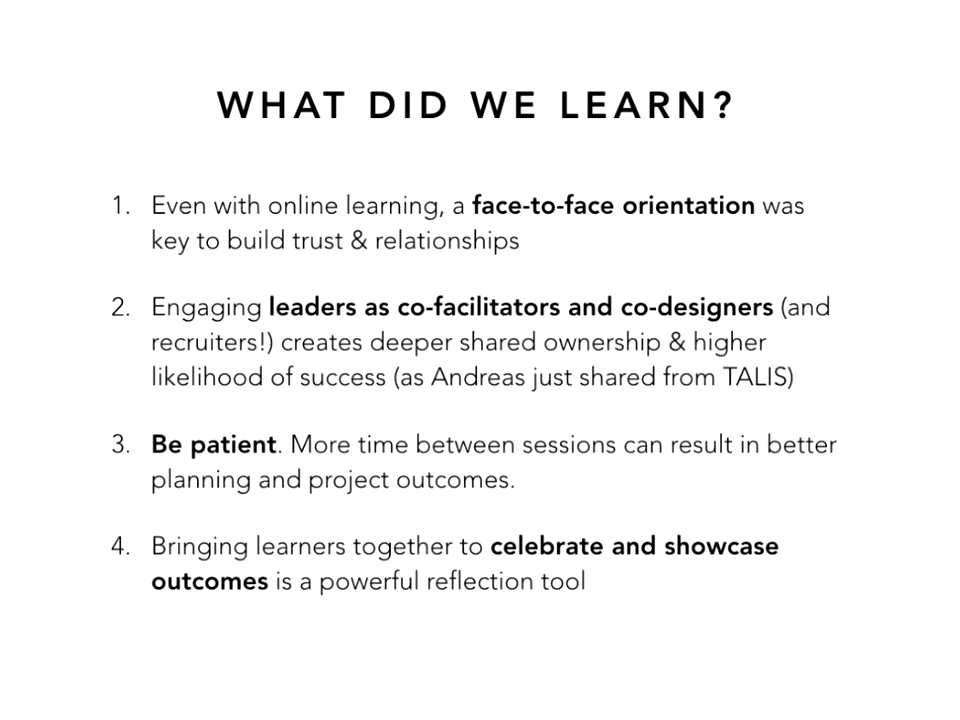 WHAT DID WE LEARN?
1. Even with online learning, a face-to-face orientation was
key to build trust & relationships
2. Engaging leaders as co-facilitators and co-designers (and
recruiters!) creates deeper shared ownership & higher
likelihood of success (as Andreas just shared from TALIS)
3. Be patient. More time between sessions can result in better
planning and project outcomes.
4. Bringing learners together to celebrate and showcase
outcomes is a powerful reflection tool